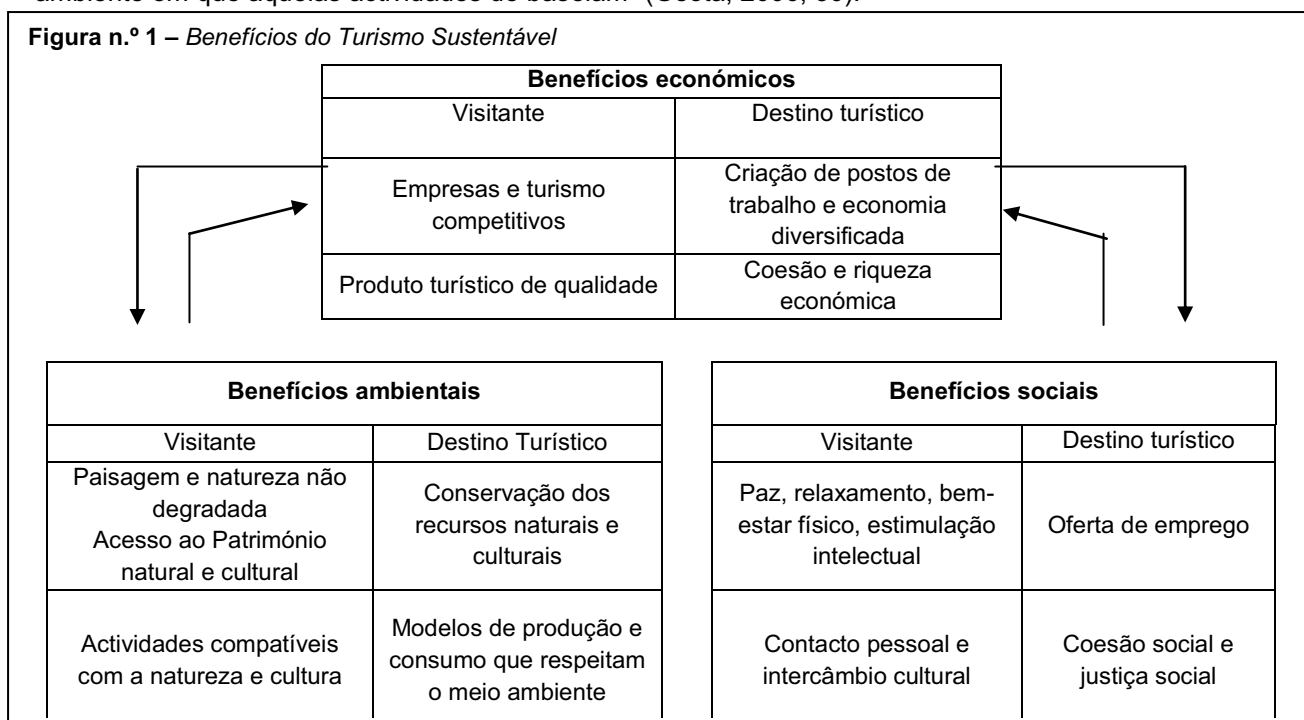 Figura n.º 1 – Benefícios do Turismo Sustentável
Benefícios económicos
Visitante
Destino turístico
Empresas e turismo
competitivos
Criação de postos de
trabalho e economia
diversificada
Produto turístico de qualidade
Coesão e riqueza
económica
Benefícios ambientais
Visitante
Destino Turístico
Paisagem e natureza não
degradada
Acesso ao Património
natural e cultural
Conservação dos
recursos naturais e
culturais
Actividades compatíveis
com a natureza e cultura
Modelos de produção e
consumo que respeitam
o meio ambiente
Benefícios sociais
Visitante
Destino turístico
Paz, relaxamento, bem-
estar físico, estimulação
intelectual
Oferta de emprego
Contacto pessoal e
intercâmbio cultural
Coesão social e
justiça social